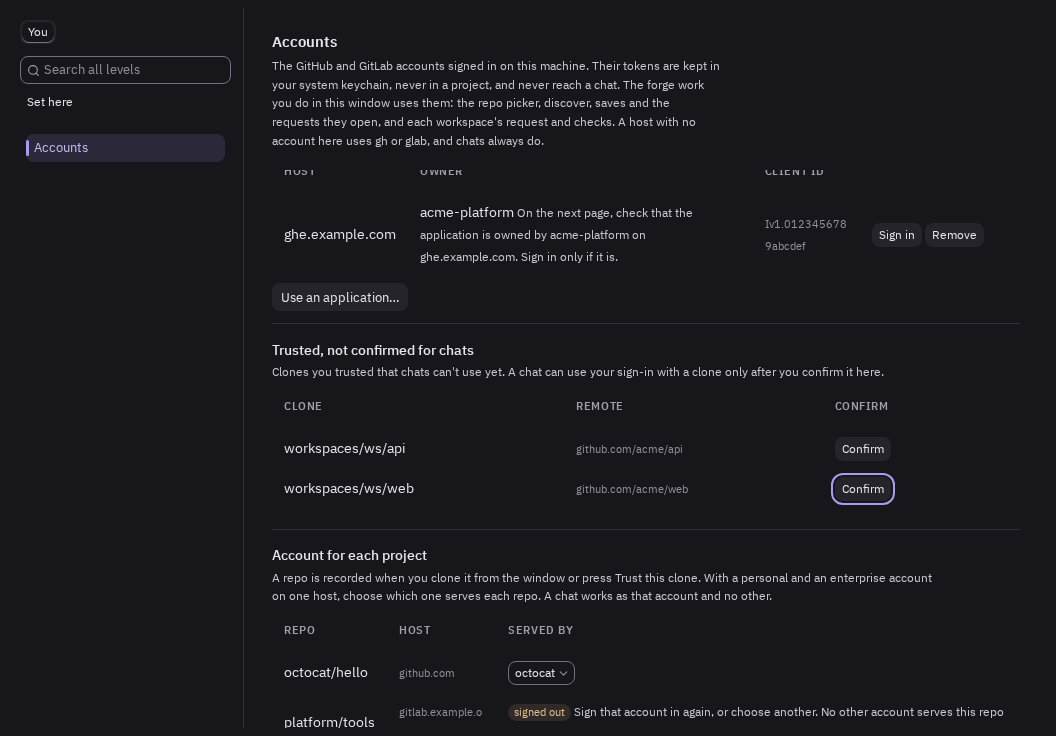 You
Search all levels
Set here
Accounts
Accounts
The GitHub and GitLab accounts signed in on this machine. Their tokens are kept in
your system keychain, never in a project, and never reach a chat. The forge work
you do in this window uses them: the repo picker, discover, saves and the
requests they open, and each workspace's request and checks. A host with no
account here uses gh or glab, and chats always do.
HOST OWNER CLIENT ID
ghe.example.com
acme-platform On the next page, check that the
application is owned by acme-platform on
ghe.example.com. Sign in only if it is.
Iv1.012345678
9abcdef
Sign in Remove
Use an application…
Trusted, not confirmed for chats
Clones you trusted that chats can't use yet. A chat can use your sign-in with a clone only after you confirm it here.
CLONE REMOTE CONFIRM
workspaces/ws/api github.com/acme/api Confirm
workspaces/ws/web github.com/acme/web Confirm
Account for each project
A repo is recorded when you clone it from the window or press Trust this clone. With a personal and an enterprise account
on one host, choose which one serves each repo. A chat works as that account and no other.
REPO HOST SERVED BY
octocat/hello github.com octocat
platform/tools gitlab.example.o signed out Sign that account in again, or choose another. No other account serves this repo